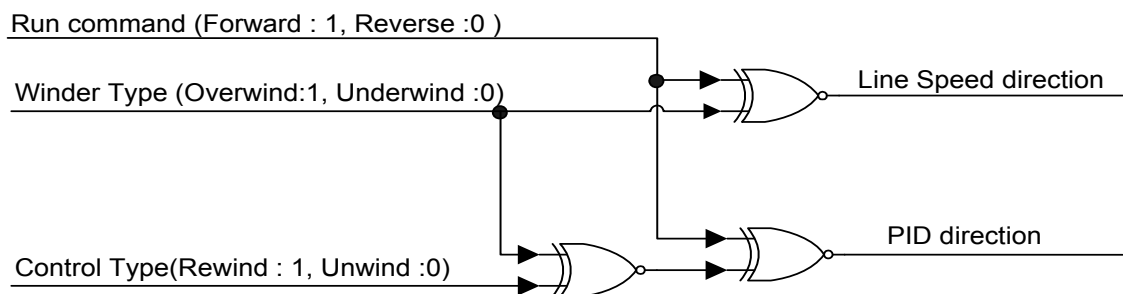 Run command (Forward : 1, Reverse :0 )
Line Speed direction
Winder Type (Overwind:1, Underwind :0)
PID direction
Control Type(Rewind : 1, Unwind :0)